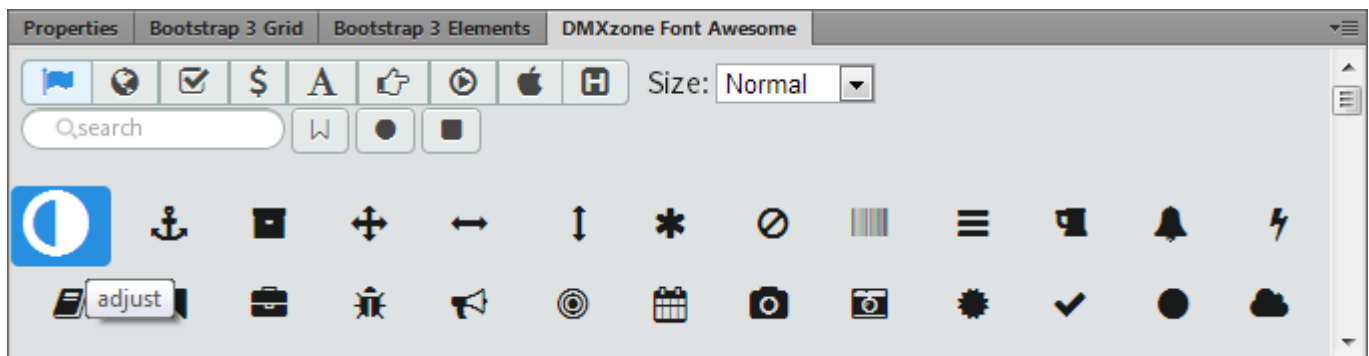 Properties Bootstrap 3 Grid Bootstrap 3 Elements DMXzone Font Awesome
Size: Normal
search
adjust